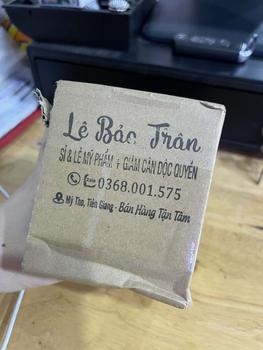 Lê Bảo Trân
SỈ & LẺ MỸ PHẨM + GIẢM CÂN ĐỘC QUYỀN
Zalo 0368.001.575
Mỹ Tho, Tiền Giang - Bán Hàng Tận Tâm